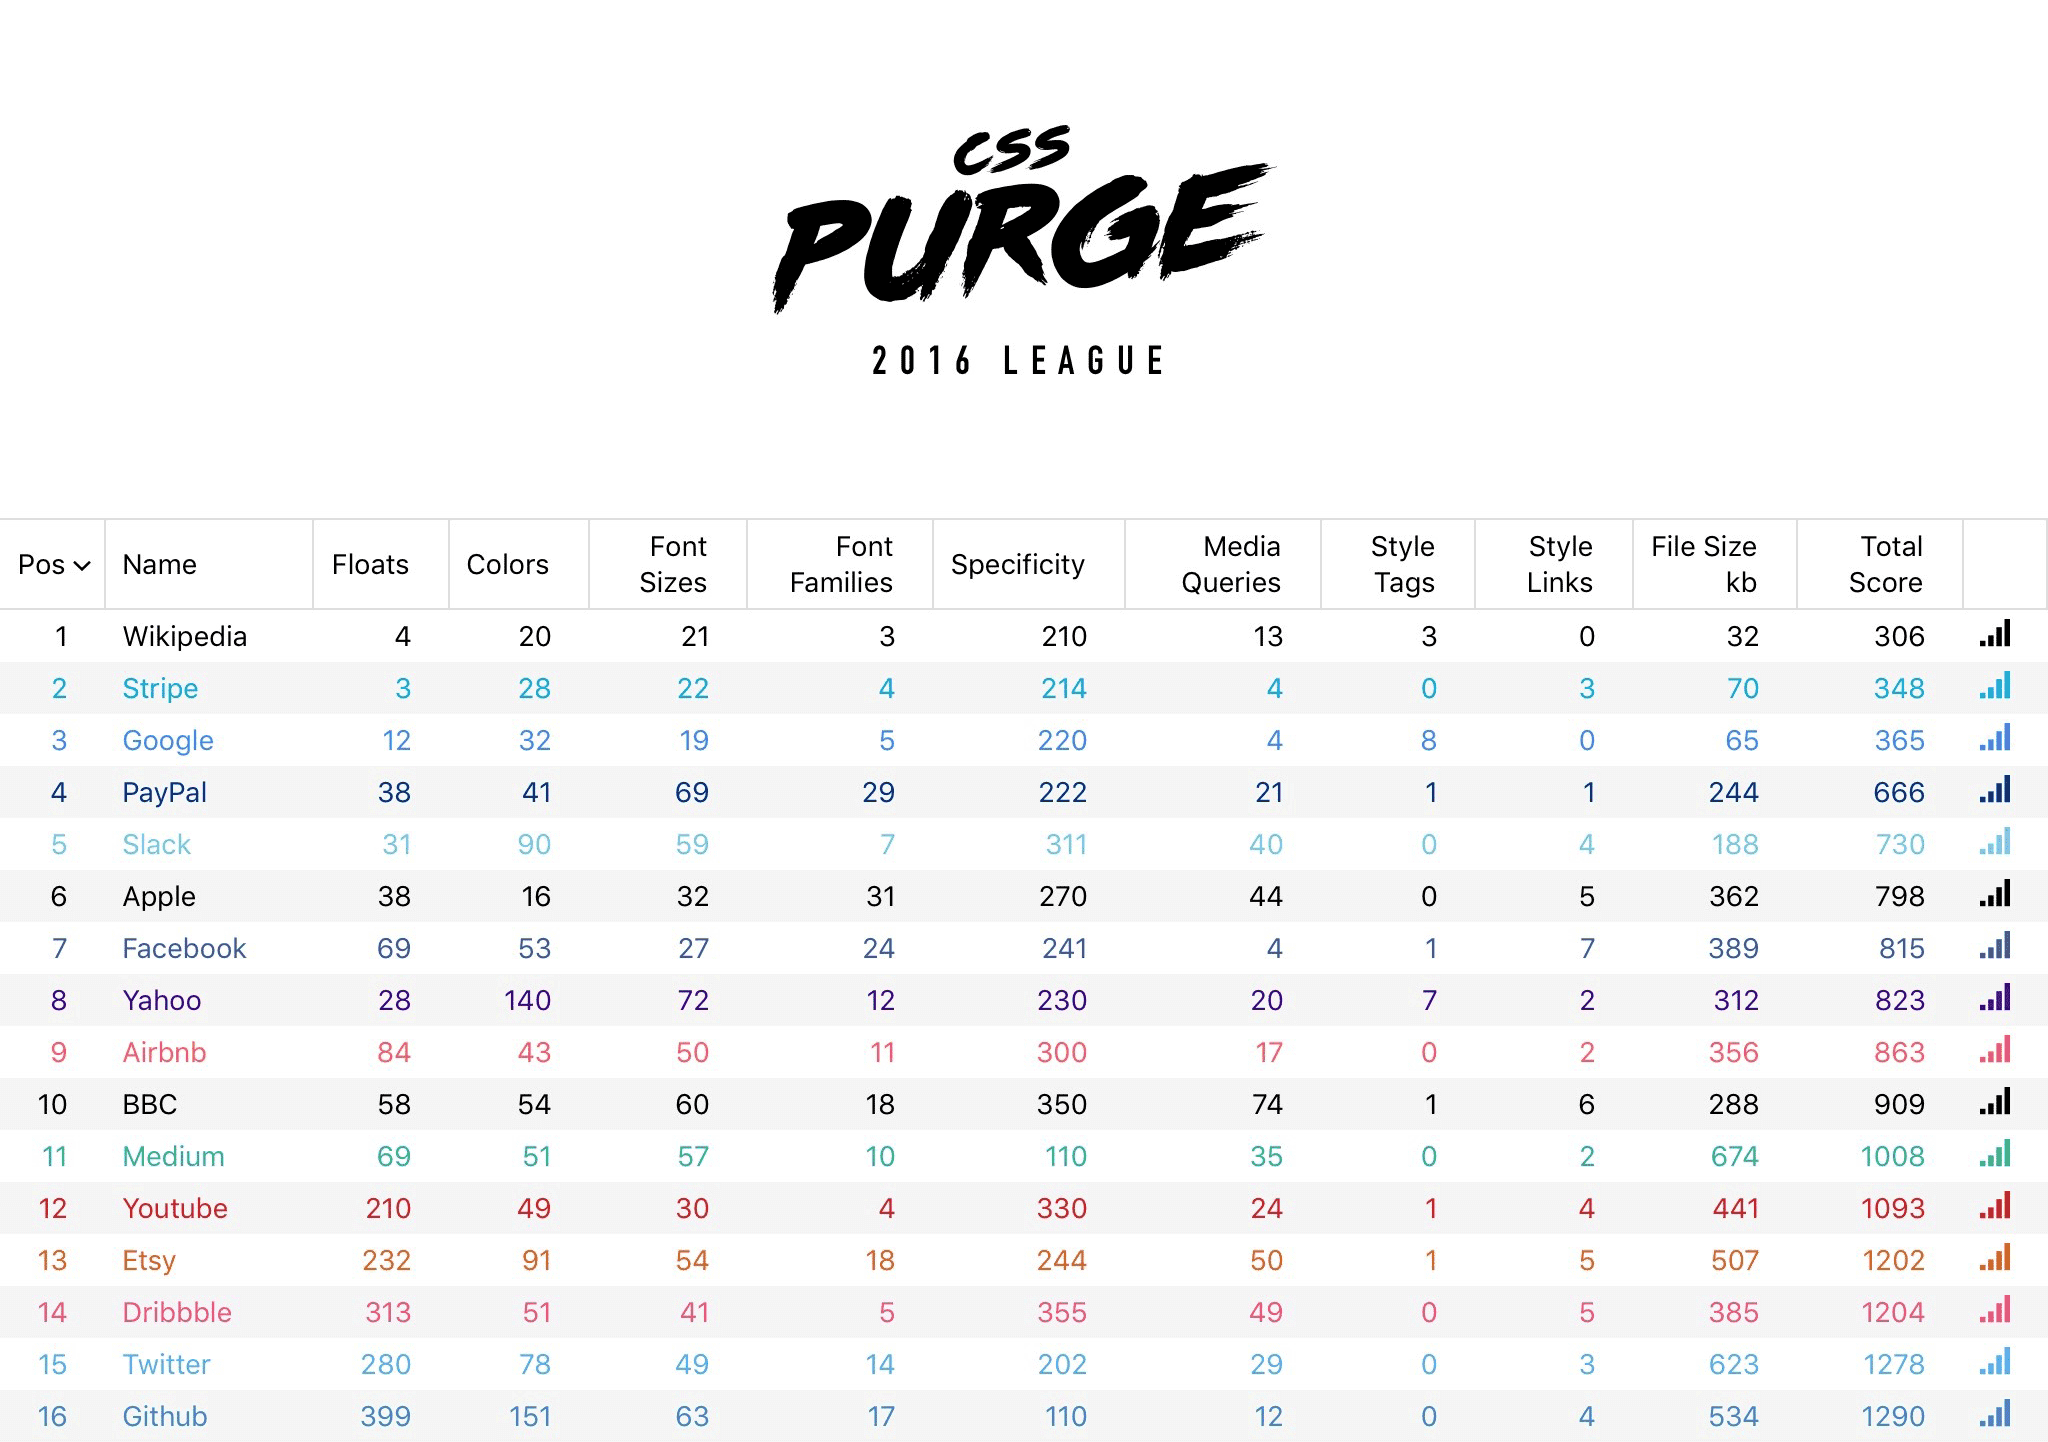 CSS
PURGE
2016 LEAGUE
Pos Name Floats Colors Font Sizes Font Families Specificity Media Queries Style Tags Style Links File Size kb Total Score
1 Wikipedia 4 20 21 3 210 13 3 0 32 306
2 Stripe 3 28 22 4 214 4 0 3 70 348
3 Google 12 32 19 5 220 4 8 0 65 365
4 PayPal 38 41 69 29 222 21 1 1 244 666
5 Slack 31 90 59 7 311 40 0 4 188 730
6 Apple 38 16 32 31 270 44 0 5 362 798
7 Facebook 69 53 27 24 241 4 1 7 389 815
8 Yahoo 28 140 72 12 230 20 7 2 312 823
9 Airbnb 84 43 50 11 300 17 0 2 356 863
10 BBC 58 54 60 18 350 74 1 6 288 909
11 Medium 69 51 57 10 110 35 0 2 674 1008
12 Youtube 210 49 30 4 330 24 1 4 441 1093
13 Etsy 232 91 54 18 244 50 1 5 507 1202
14 Dribbble 313 51 41 5 355 49 0 5 385 1204
15 Twitter 280 78 49 14 202 29 0 3 623 1278
16 Github 399 151 63 17 110 12 0 4 534 1290